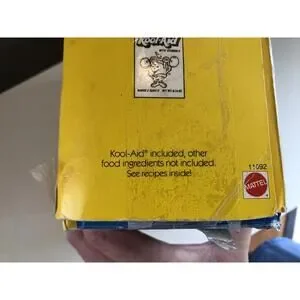 Kool-Aid
Kool-Aid® included, other
food ingredients not included.
See recipes inside!
11092
MATTEL